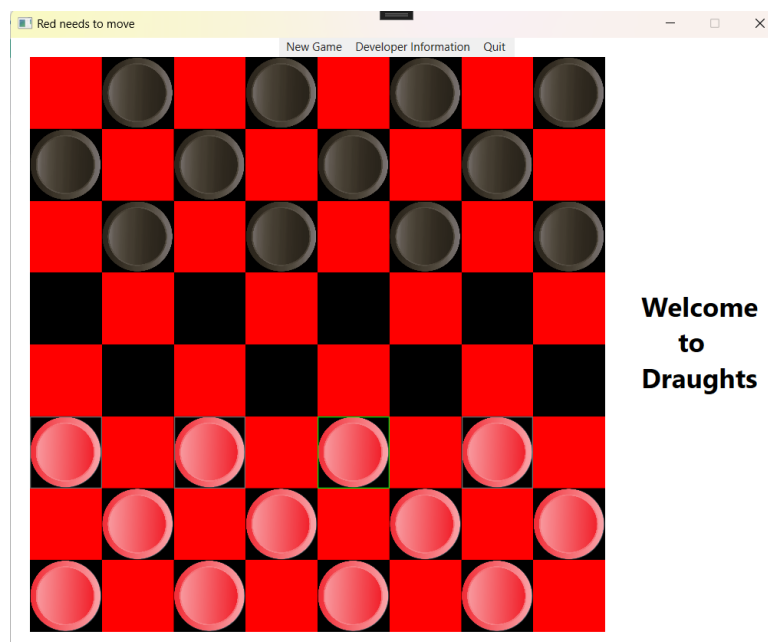 Red needs to move
New Game Developer Information Quit
Welcome
to
Draughts